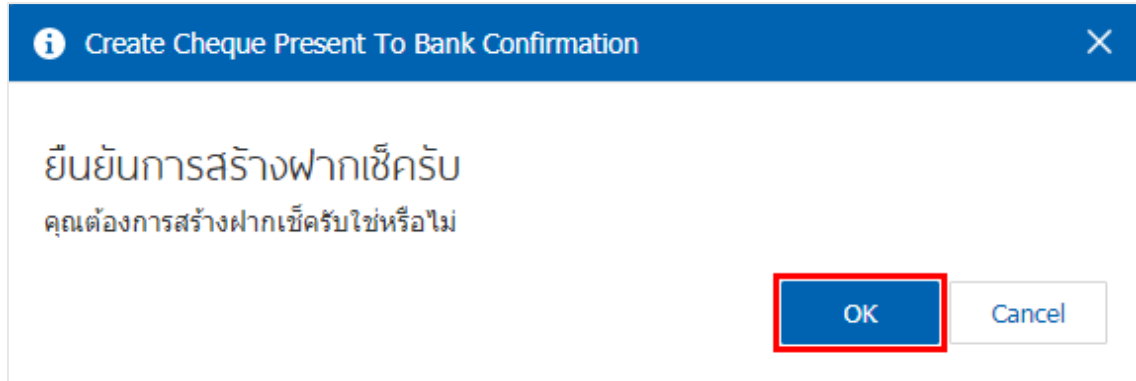 Create Cheque Present To Bank Confirmation
ยืนยันการสร้างฝากเช็ครับ
คุณต้องการสร้างฝากเช็ครับใช่หรือไม่
OK Cancel